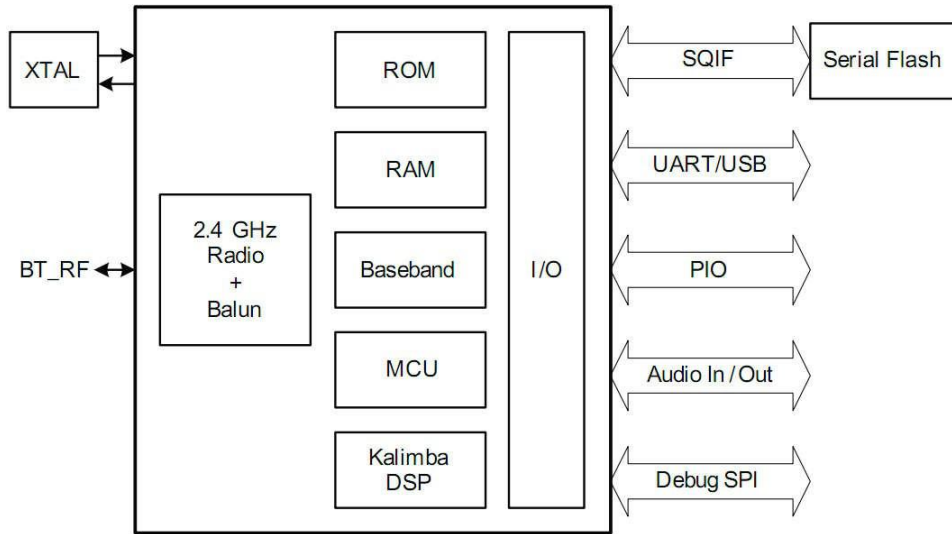 XTAL
BT_RF
2.4 GHz
Radio
+
Balun
ROM
RAM
Baseband
MCU
Kalimba
DSP
I/O
SQIF
UART/USB
PIO
Audio In/Out
Debug SPI
Serial Flash